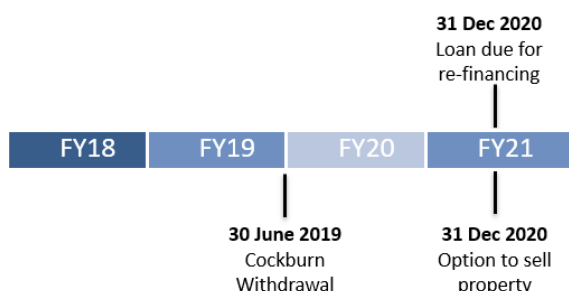 31 Dec 2020
Loan due for
re-financing
FY18 FY19 FY20 FY21
30 June 2019
Cockburn
Withdrawal
31 Dec 2020
Option to sell
property